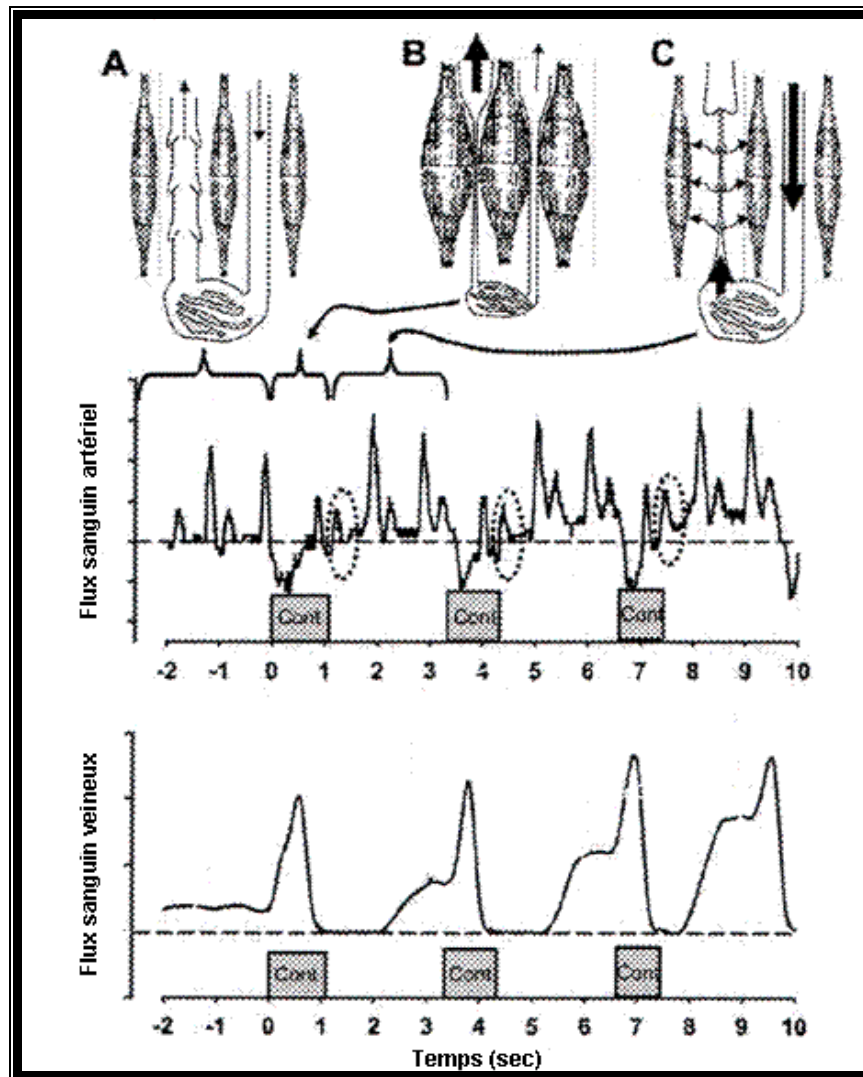 A
B
C
Flux sanguin artériel
Cont
Cont
Cont
-2 -1 0 1 2 3 4 5 6 7 8 9 10
Flux sanguin veineux
Cont
Cont
Cont
-2 -1 0 1 2 3 4 5 6 7 8 9 10
Temps (sec)